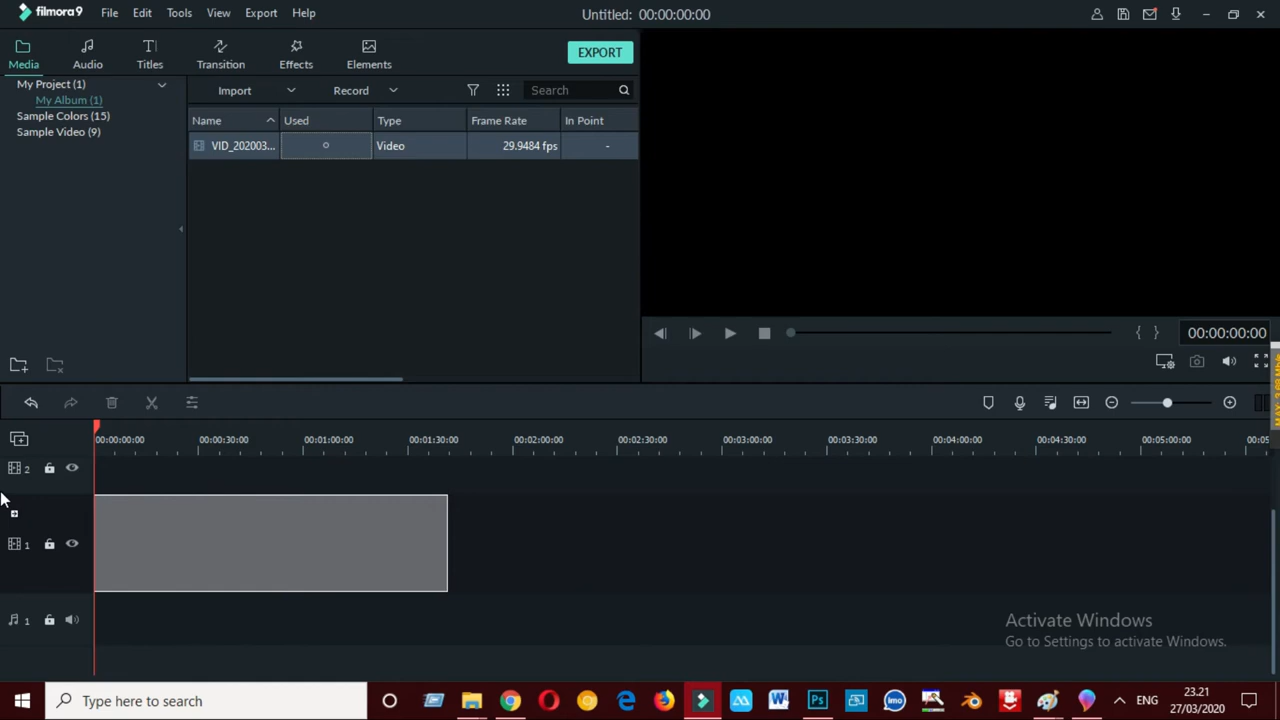 filmora9 File Edit Tools View Export Help Untitled: 00:00:00:00
Media Audio Titles Transition Effects Elements EXPORT
My Project (1) Import Record Search
My Album (1)
Sample Colors (15) Name Used Type Frame Rate In Point
Sample Video (9)
VID_202003... Video 29.9484 fps -
00:00:00:00
00:00:00:00 00:00:30:00 00:01:00:00 00:01:30:00 00:02:00:00 00:02:30:00 00:03:00:00 00:03:30:00 00:04:00:00 00:04:30:00 00:05:00:00 00:05
2
1
1
Activate Windows
Go to Settings to activate Windows.
Type here to search W Ps imo ENG 23.21
27/03/2020